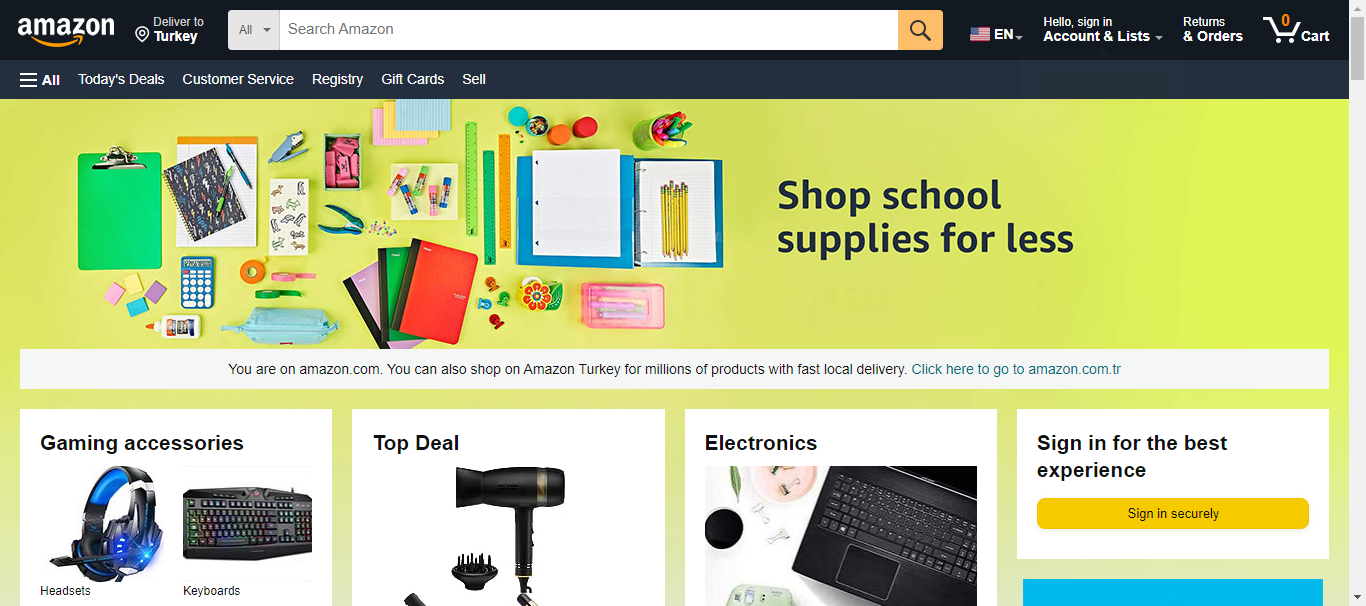 amazon
Deliver to
Turkey
All
Search Amazon
EN
Hello, sign in
Account & Lists
Returns
& Orders
0
Cart
All
Today's Deals
Customer Service
Registry
Gift Cards
Sell
Shop school
supplies for less
You are on amazon.com. You can also shop on Amazon Turkey for millions of products with fast local delivery. Click here to go to amazon.com.tr
Gaming accessories
Headsets
Keyboards
Top Deal
Electronics
Sign in for the best
experience
Sign in securely